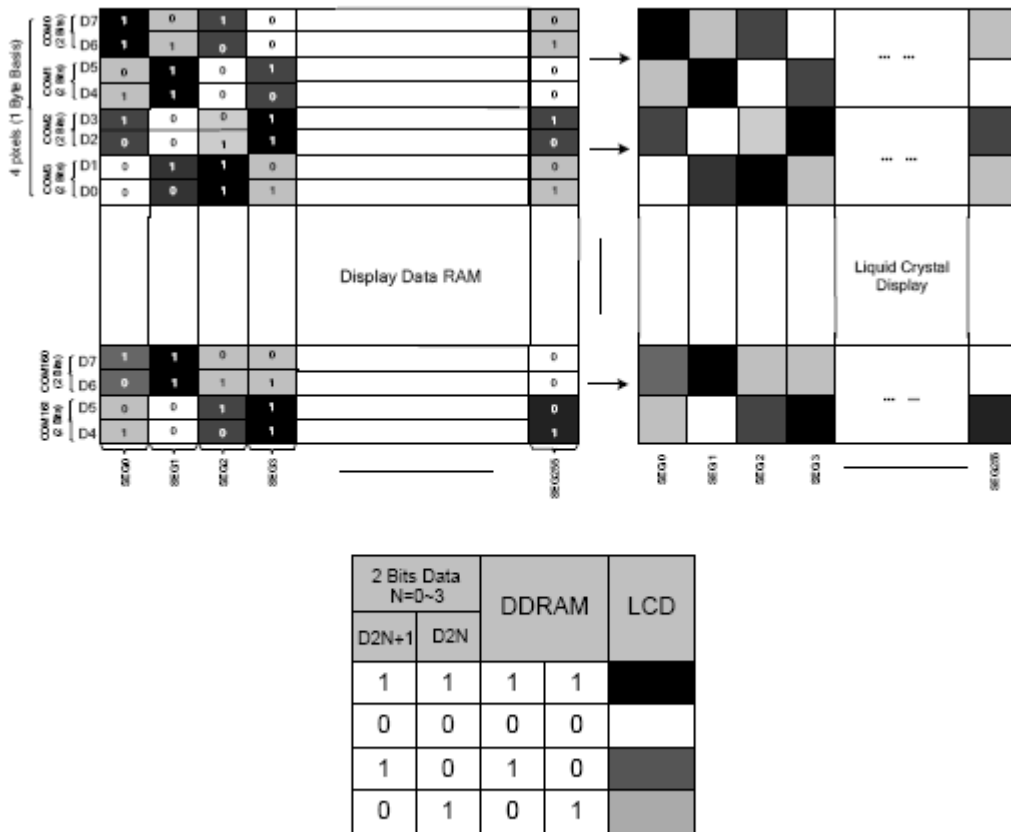 4 pixels (1 Byte Basis)
COM0 (2 Bits)
D7 1 0 1 0 0
D6 1 1 0 0 1
COM1 (2 Bits)
D5 0 1 0 1 0
D4 1 1 0 0 0
COM2 (2 Bits)
D3 1 0 0 1 1
D2 0 0 1 1 0
COM3 (2 Bits)
D1 0 1 1 0 0
D0 0 0 1 1 1
... ...
... ...
Display Data RAM
Liquid Crystal
Display
COM160 (2 Bits)
D7 1 1 0 0 0
D6 0 1 1 1 0
COM161 (2 Bits)
D5 0 0 1 1 0
D4 1 0 0 1 1
... ...
SEG0 SEG1 SEG2 SEG3 SEG255
SEG0 SEG1 SEG2 SEG3 SEG255
2 Bits Data
N=0~3
DDRAM LCD
D2N+1 D2N
1 1 1 1
0 0 0 0
1 0 1 0
0 1 0 1